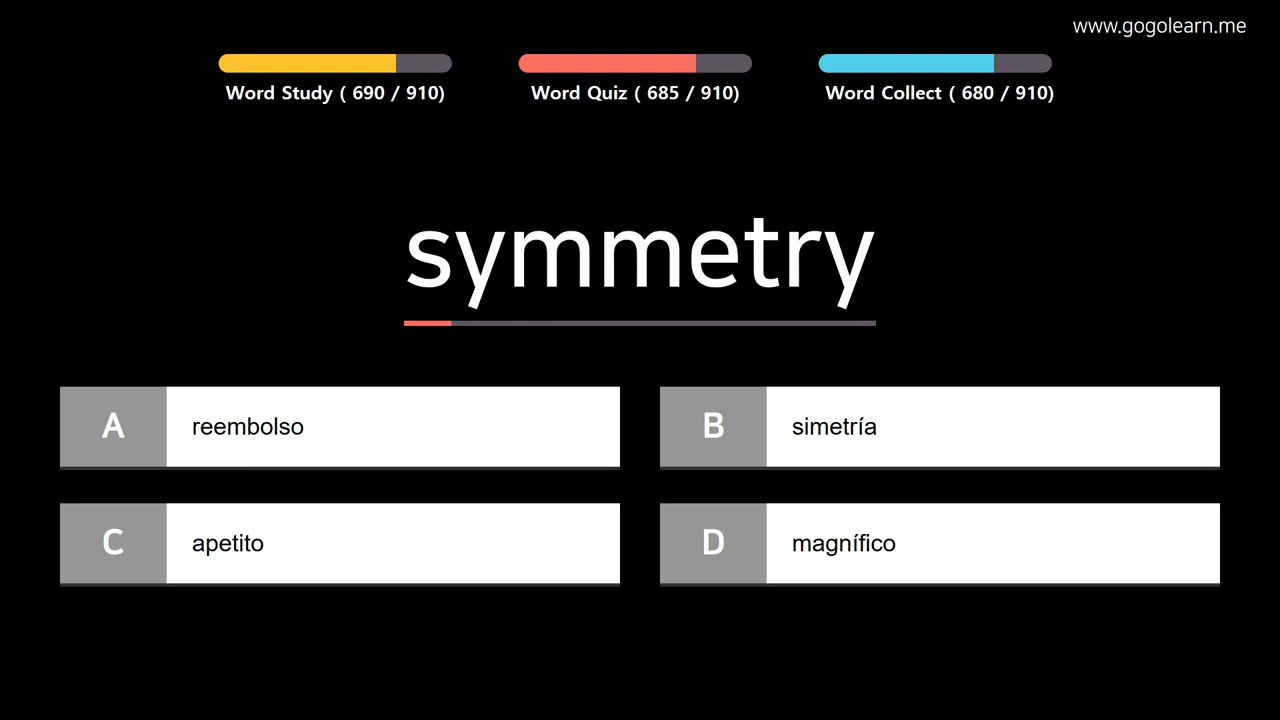 www.gogolearn.me
Word Study ( 690 / 910)
Word Quiz ( 685 / 910)
Word Collect ( 680 / 910)
symmetry
A reembolso
B simetría
C apetito
D magnífico